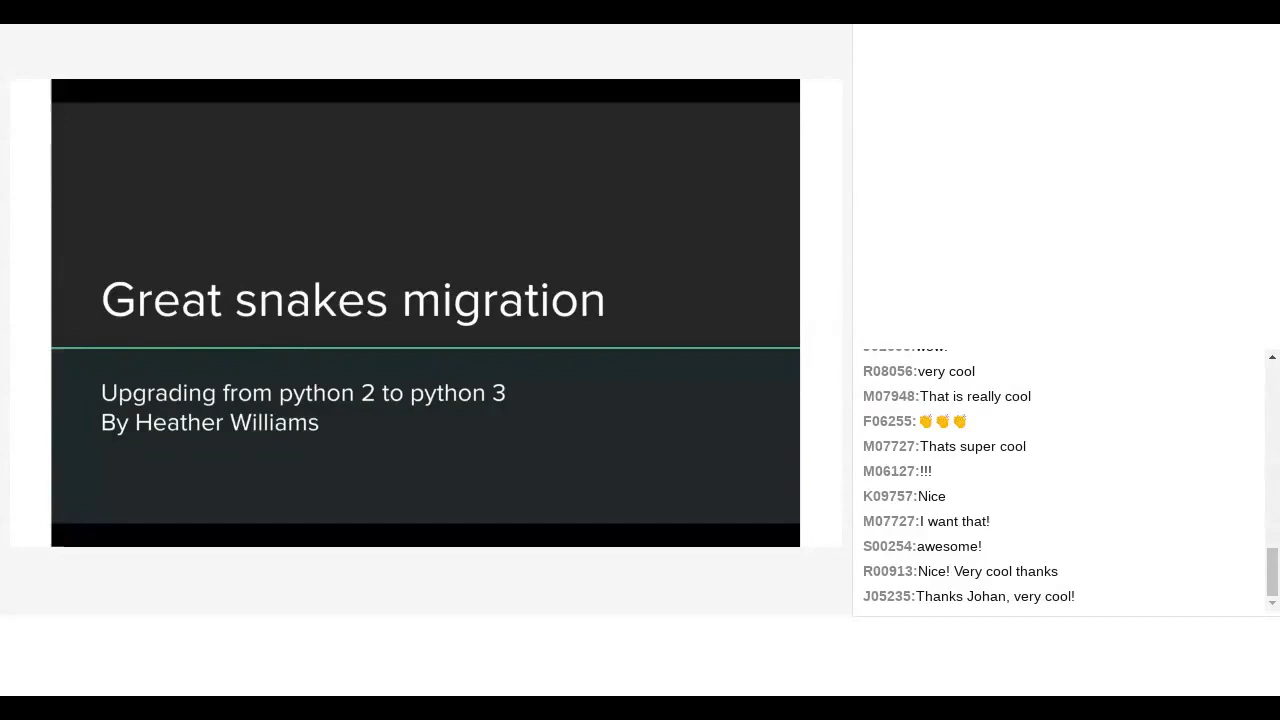 Great snakes migration
Upgrading from python 2 to python 3
By Heather Williams
R08056:very cool
M07948:That is really cool
F06255:👏👏👏
M07727:Thats super cool
M06127:!!!
K09757:Nice
M07727:I want that!
S00254:awesome!
R00913:Nice! Very cool thanks
J05235:Thanks Johan, very cool!